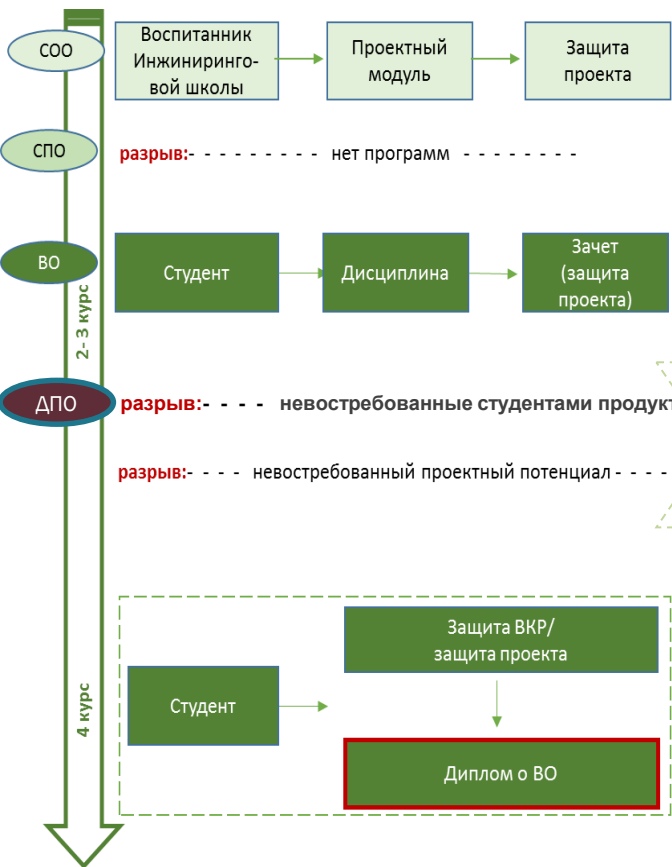 СОО
Воспитанник
Инжиниринго-
вой школы
Проектный
модуль
Защита
проекта
СПО
разрыв:- - - - - - - - - нет программ - - - - - - - -
ВО
Студент
Дисциплина
Зачет
(защита
проекта)
2- 3 курс
ДПО
разрыв:- - - - невостребованные студентами продукт
разрыв:- - - - невостребованный проектный потенциал - - - -
4 курс
Студент
Защита ВКР/
защита проекта
Диплом о ВО